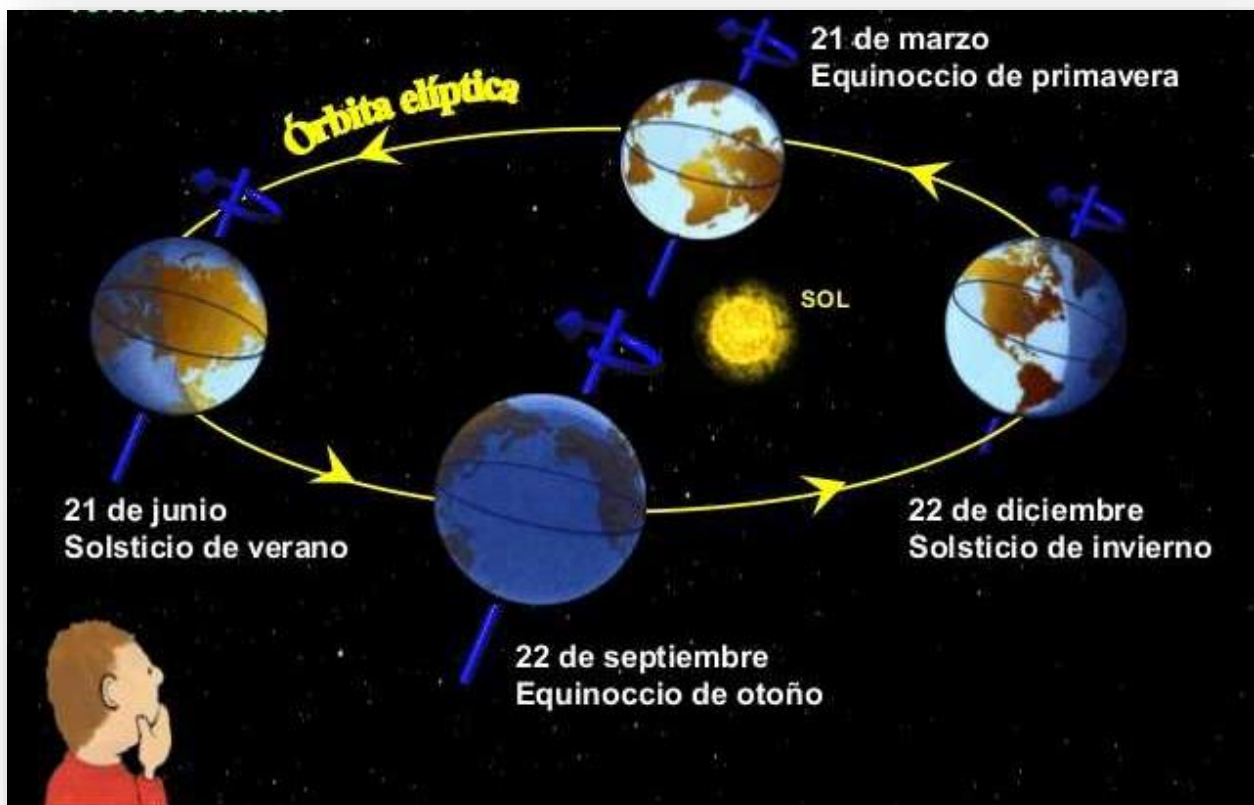 21 de marzo
Equinoccio de primavera
Órbita elíptica
SOL
21 de junio
Solsticio de verano
22 de diciembre
Solsticio de invierno
22 de septiembre
Equinoccio de otoño